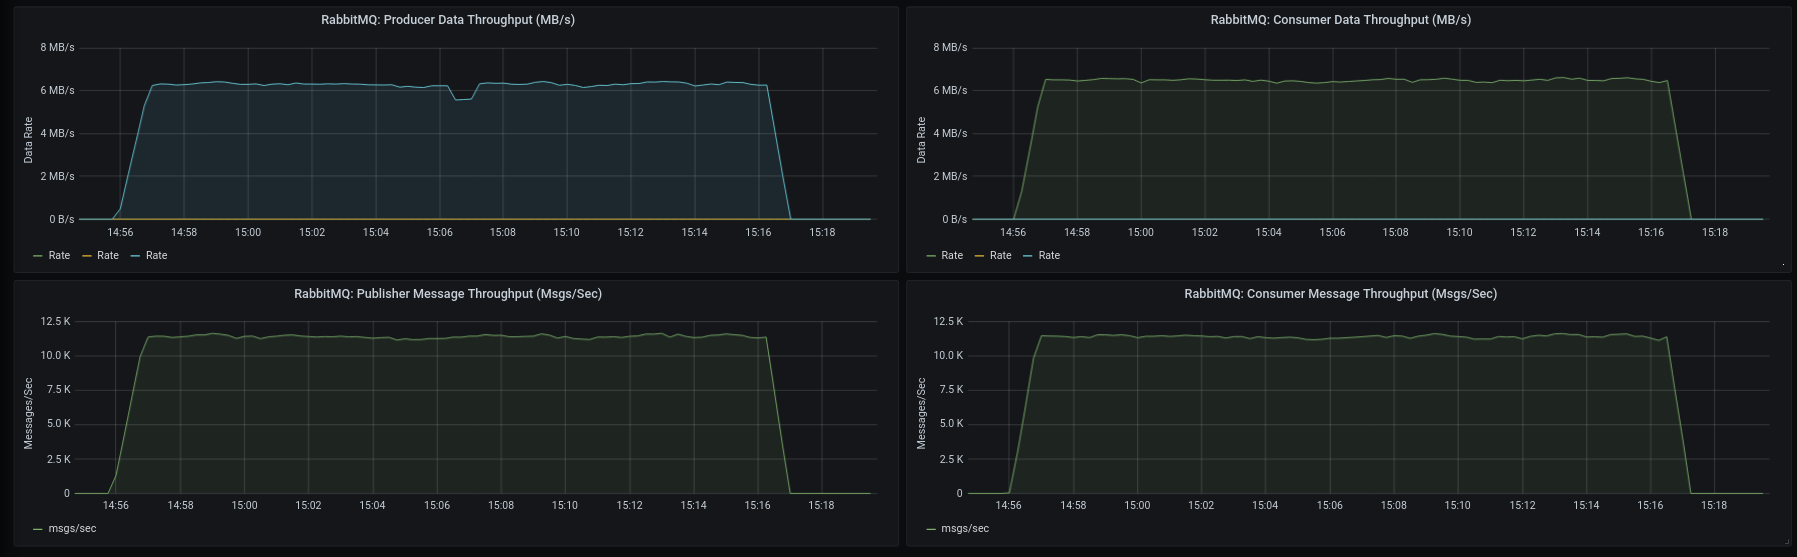 RabbitMQ: Producer Data Throughput (MB/s)
8 MB/s
6 MB/s
4 MB/s
2 MB/s
0 B/s
Data Rate
14:56 14:58 15:00 15:02 15:04 15:06 15:08 15:10 15:12 15:14 15:16 15:18
Rate Rate Rate
RabbitMQ: Consumer Data Throughput (MB/s)
8 MB/s
6 MB/s
4 MB/s
2 MB/s
0 B/s
Data Rate
14:56 14:58 15:00 15:02 15:04 15:06 15:08 15:10 15:12 15:14 15:16 15:18
Rate Rate Rate
RabbitMQ: Publisher Message Throughput (Msgs/Sec)
12.5 K
10.0 K
7.5 K
5.0 K
2.5 K
0
Messages/Sec
14:56 14:58 15:00 15:02 15:04 15:06 15:08 15:10 15:12 15:14 15:16 15:18
msgs/sec
RabbitMQ: Consumer Message Throughput (Msgs/Sec)
12.5 K
10.0 K
7.5 K
5.0 K
2.5 K
0
Messages/Sec
14:56 14:58 15:00 15:02 15:04 15:06 15:08 15:10 15:12 15:14 15:16 15:18
msgs/sec